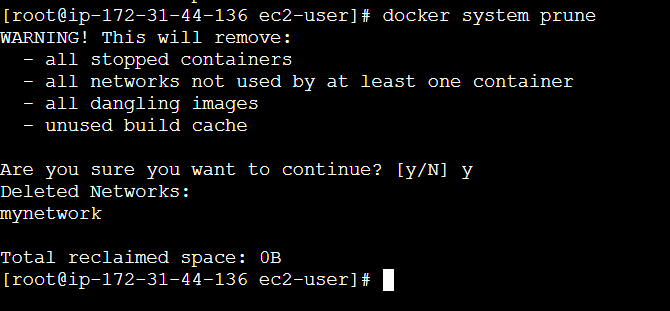 [root@ip-172-31-44-136 ec2-user]# docker system prune
WARNING! This will remove:
  - all stopped containers
  - all networks not used by at least one container
  - all dangling images
  - unused build cache

Are you sure you want to continue? [y/N] y
Deleted Networks:
mynetwork

Total reclaimed space: 0B
[root@ip-172-31-44-136 ec2-user]#